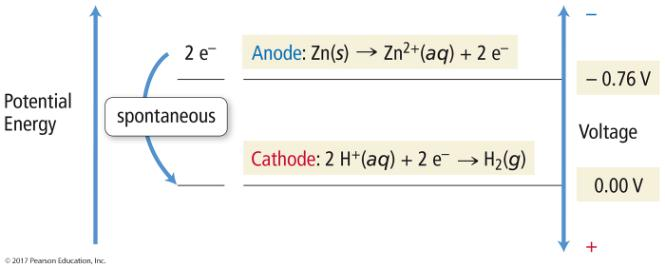 2 e⁻
Anode: Zn(s) → Zn²⁺(aq) + 2 e⁻
−
− 0.76 V
Potential
Energy
spontaneous
Voltage
Cathode: 2 H⁺(aq) + 2 e⁻ → H₂(g)
0.00 V
+
© 2017 Pearson Education, Inc.